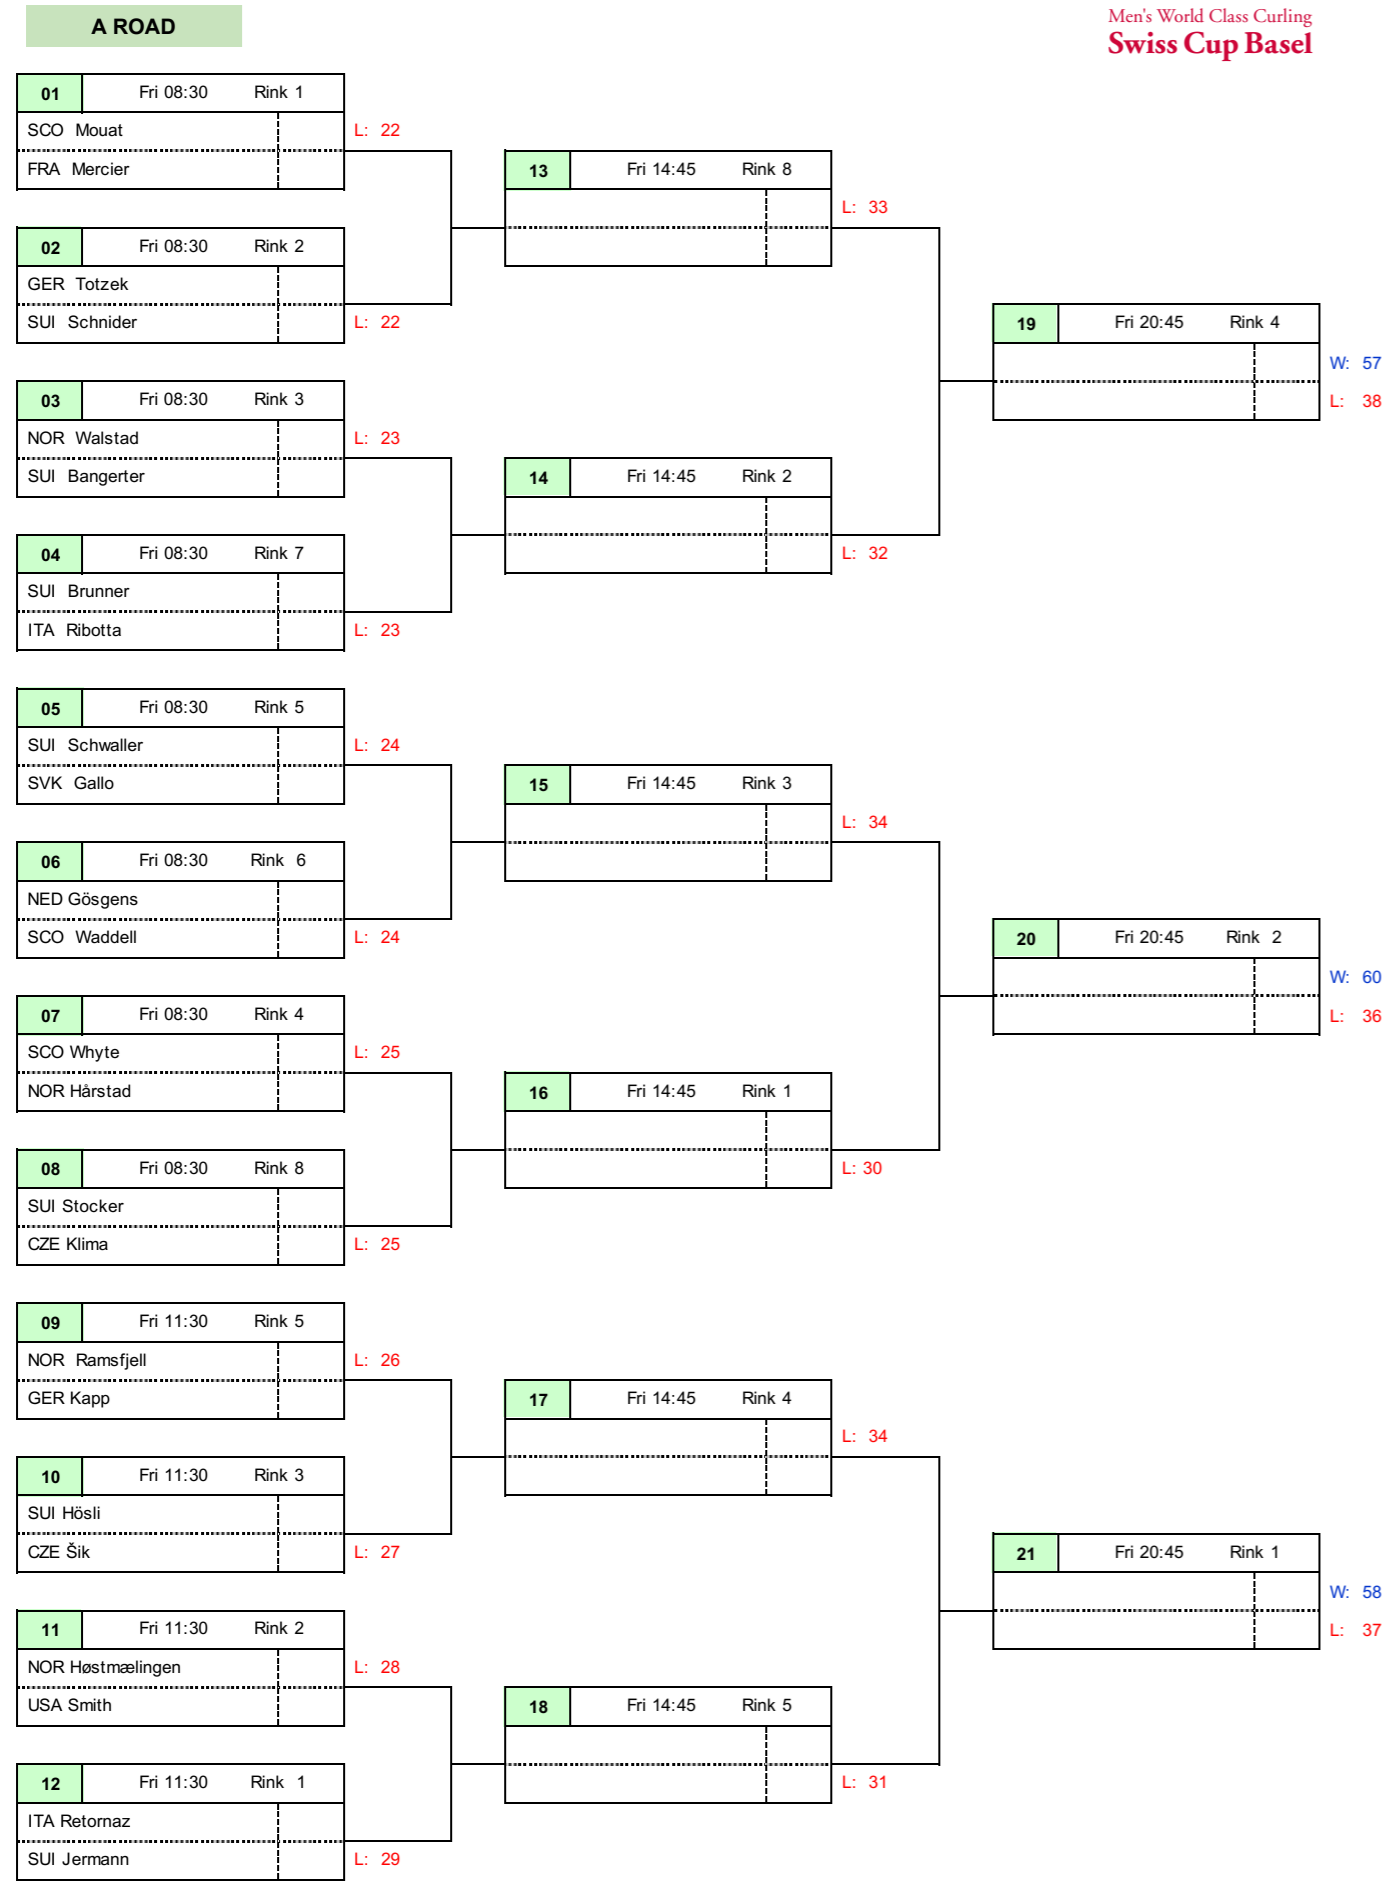 A ROAD
Men's World Class Curling
Swiss Cup Basel
01 Fri 08:30 Rink 1
SCO Mouat
L: 22
FRA Mercier
13 Fri 14:45 Rink 8
L: 33
02 Fri 08:30 Rink 2
GER Totzek
SUI Schnider
L: 22
19 Fri 20:45 Rink 4
W: 57
L: 38
03 Fri 08:30 Rink 3
NOR Walstad
L: 23
SUI Bangerter
14 Fri 14:45 Rink 2
L: 32
04 Fri 08:30 Rink 7
SUI Brunner
ITA Ribotta
L: 23
05 Fri 08:30 Rink 5
SUI Schwaller
L: 24
SVK Gallo
15 Fri 14:45 Rink 3
L: 34
06 Fri 08:30 Rink 6
NED Gösgens
SCO Waddell
L: 24
20 Fri 20:45 Rink 2
W: 60
L: 36
07 Fri 08:30 Rink 4
SCO Whyte
L: 25
NOR Hårstad
16 Fri 14:45 Rink 1
L: 30
08 Fri 08:30 Rink 8
SUI Stocker
CZE Klima
L: 25
09 Fri 11:30 Rink 5
NOR Ramsfjell
L: 26
GER Kapp
17 Fri 14:45 Rink 4
L: 34
10 Fri 11:30 Rink 3
SUI Hösli
CZE Šik
L: 27
21 Fri 20:45 Rink 1
W: 58
L: 37
11 Fri 11:30 Rink 2
NOR Høstmælingen
L: 28
USA Smith
18 Fri 14:45 Rink 5
L: 31
12 Fri 11:30 Rink 1
ITA Retornaz
SUI Jermann
L: 29